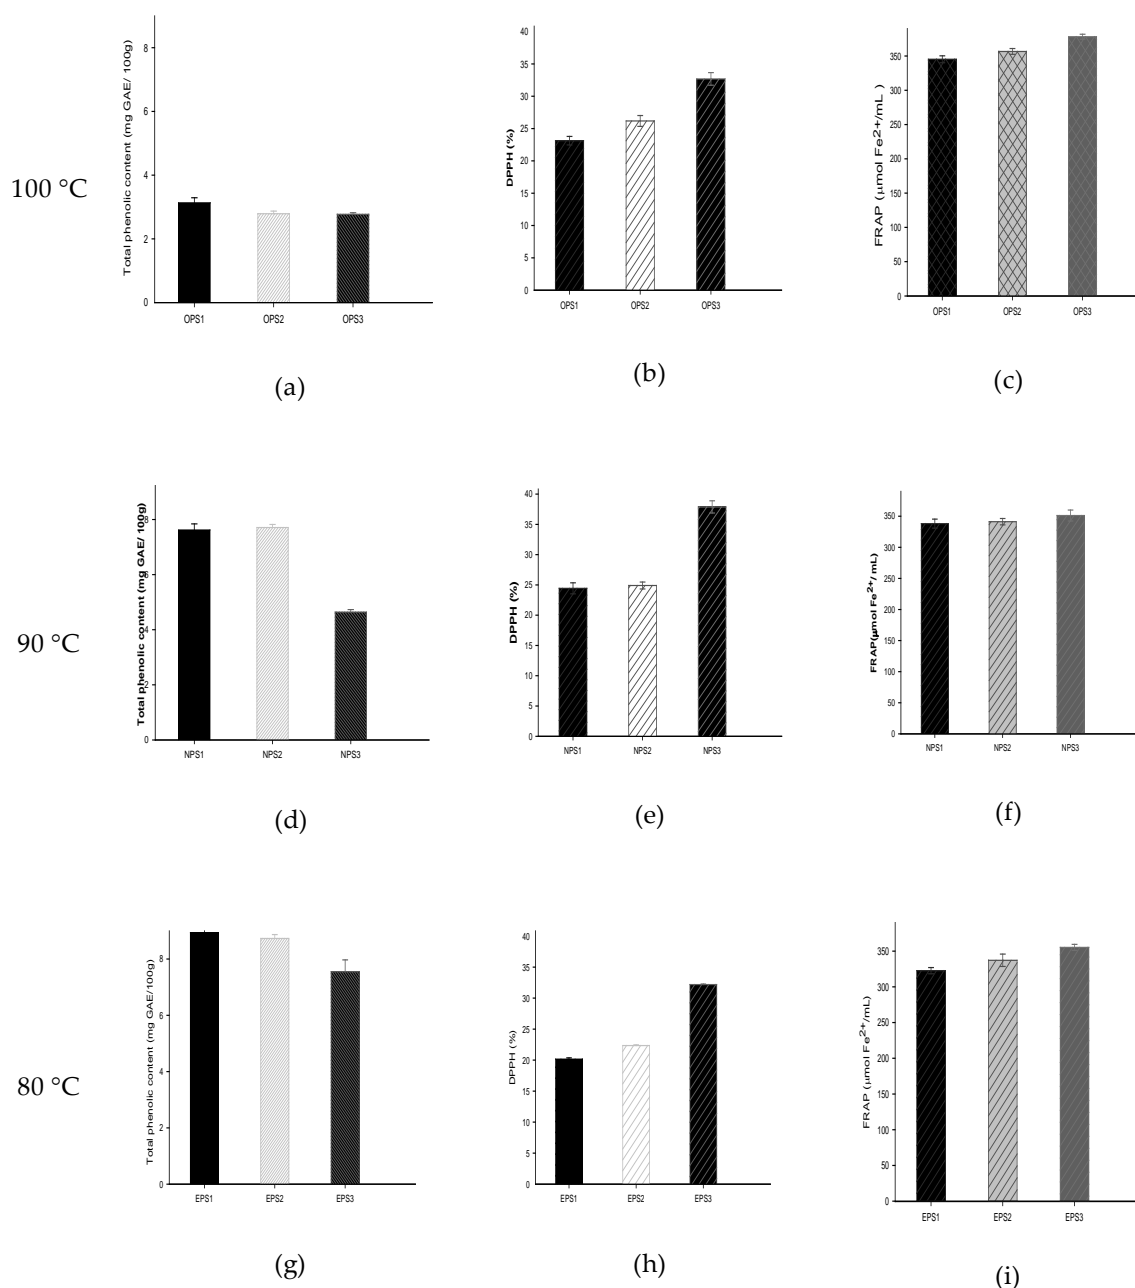 100 °C
Total phenolic content (mg GAE/ 100g)
8
6
4
2
0
OPS1 OPS2 OPS3
(a)
DPPH (%)
40
35
30
25
20
15
10
5
0
OPS1 OPS2 OPS3
(b)
FRAP (µmol Fe²⁺/mL )
350
300
250
200
150
100
50
0
OPS1 OPS2 OPS3
(c)
90 °C
Total phenolic content (mg GAE/ 100g)
8
6
4
2
0
NPS1 NPS2 NPS3
(d)
DPPH (%)
40
35
30
25
20
15
10
5
0
NPS1 NPS2 NPS3
(e)
FRAP(µmol Fe²⁺/ mL)
350
300
250
200
150
100
50
0
NPS1 NPS2 NPS3
(f)
80 °C
Total phenolic content (mg GAE/100g)
8
6
4
2
0
EPS1 EPS2 EPS3
(g)
DPPH (%)
40
35
30
25
20
15
10
5
0
EPS1 EPS2 EPS3
(h)
FRAP (µmol Fe²⁺/mL)
350
300
250
200
150
100
50
0
EPS1 EPS2 EPS3
(i)